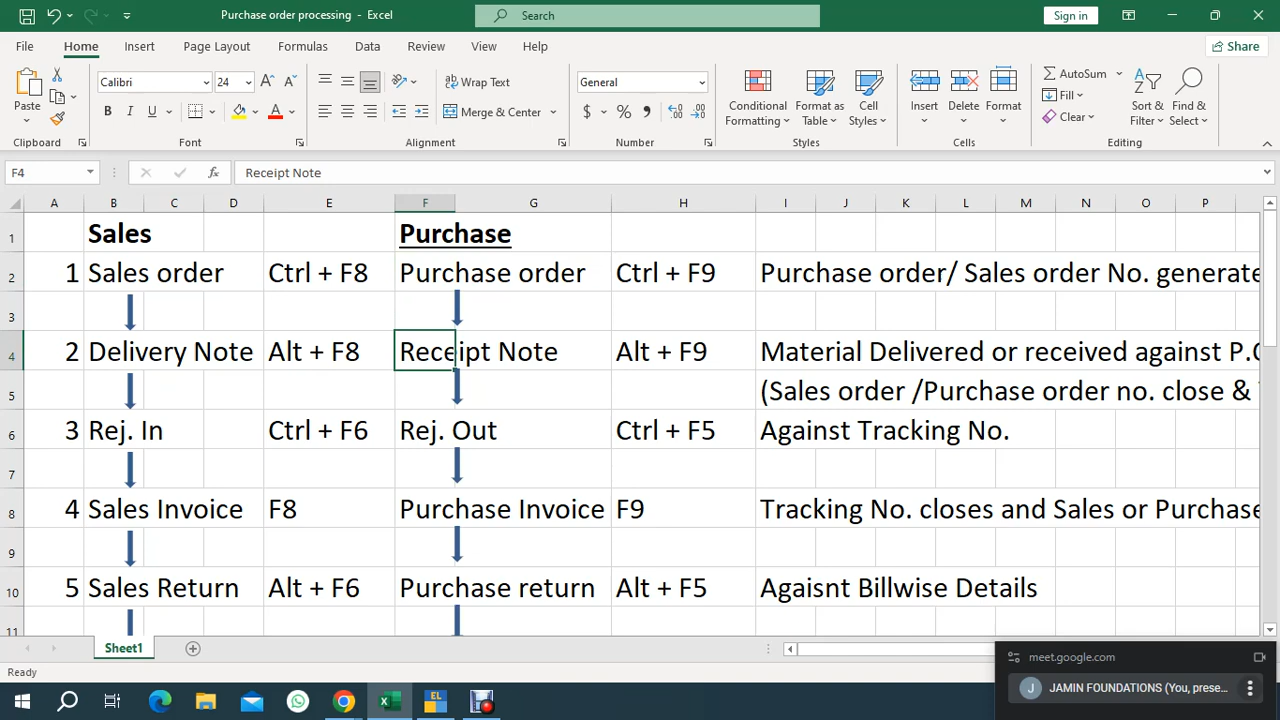 Purchase order processing - Excel
Search
Sign in
File Home Insert Page Layout Formulas Data Review View Help
Share
Paste
Calibri 24
Wrap Text
General
Merge & Center
Conditional Formatting
Format as Table
Cell Styles
Insert Delete Format
AutoSum
Fill
Clear
Sort & Filter
Find & Select
Clipboard Font Alignment Number Styles Cells Editing
F4 fx Receipt Note
A B C D E F G H I J K L M N O P
1 Sales Purchase
2 1 Sales order Ctrl + F8 Purchase order Ctrl + F9 Purchase order/ Sales order No. generate
3
4 2 Delivery Note Alt + F8 Receipt Note Alt + F9 Material Delivered or received against P.
5 (Sales order /Purchase order no. close &
6 3 Rej. In Ctrl + F6 Rej. Out Ctrl + F5 Against Tracking No.
7
8 4 Sales Invoice F8 Purchase Invoice F9 Tracking No. closes and Sales or Purchase
9
10 5 Sales Return Alt + F6 Purchase return Alt + F5 Agaisnt Billwise Details
11
Sheet1
Ready
meet.google.com
J JAMIN FOUNDATIONS (You, prese...